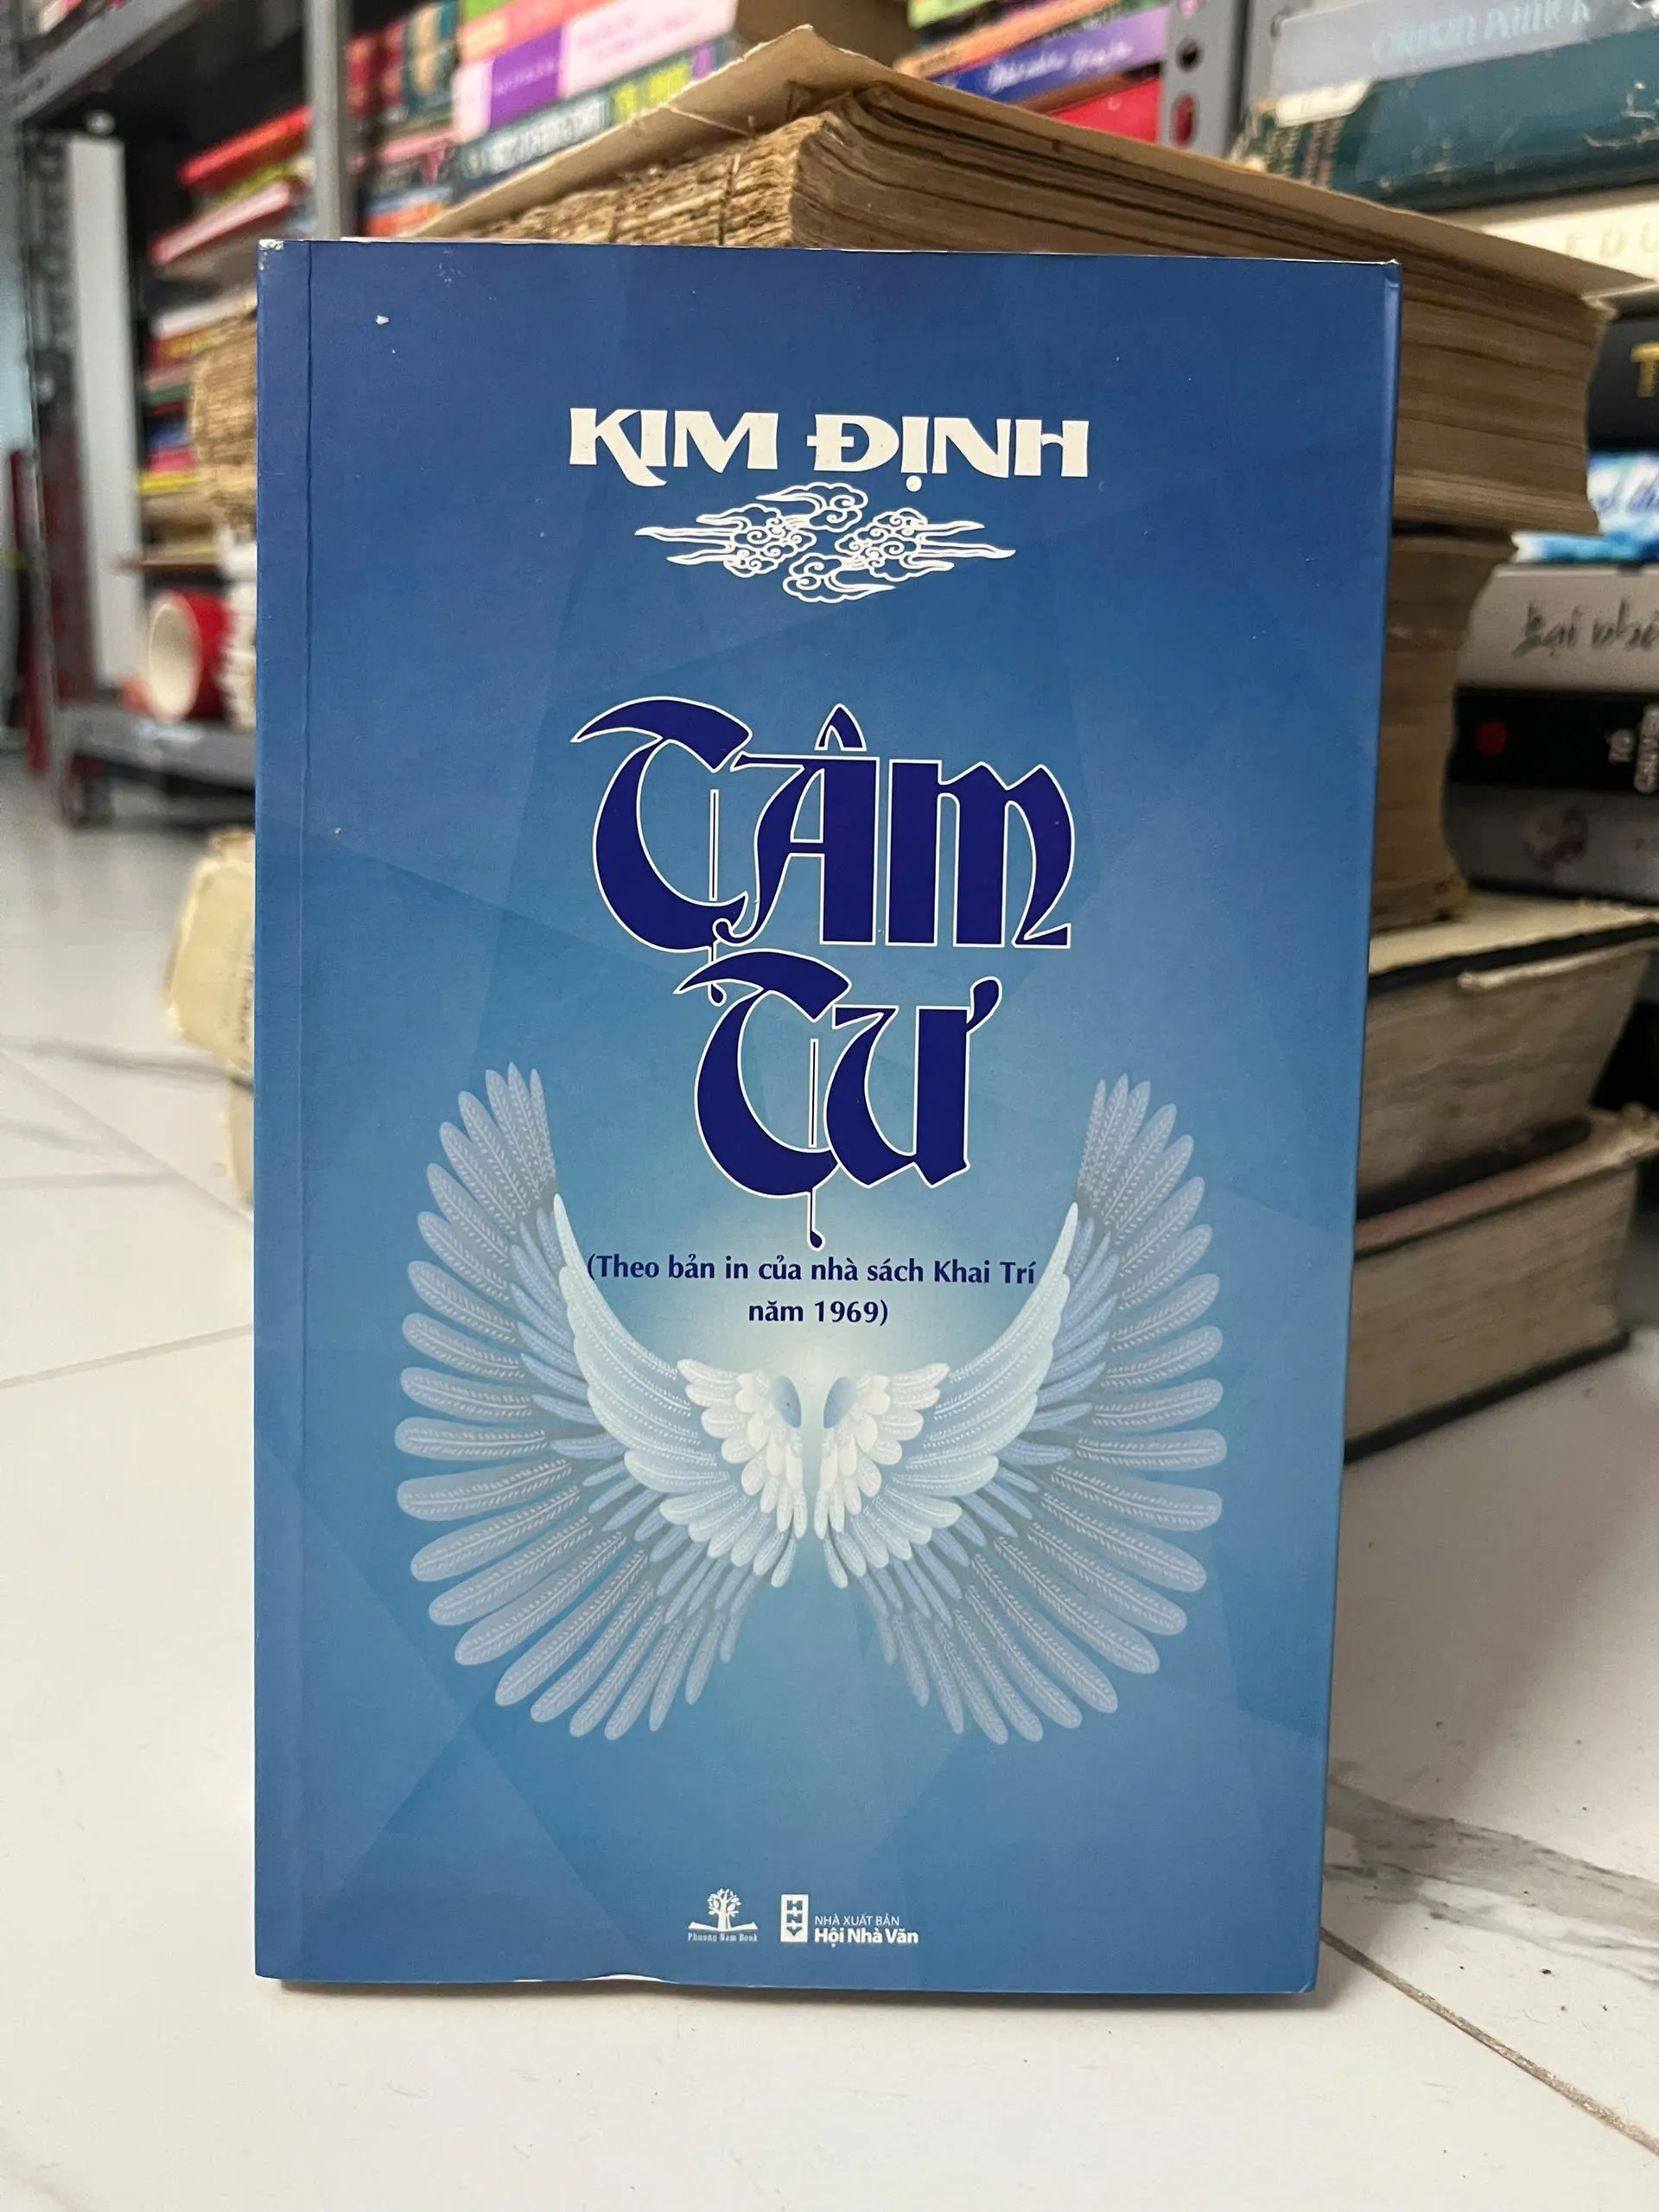 KIM ĐỊNH
TÂM
TƯ
(Theo bản in của nhà sách Khai Trí
năm 1969)
Phuong Nam Book
NHÀ XUẤT BẢN
Hội Nhà Văn